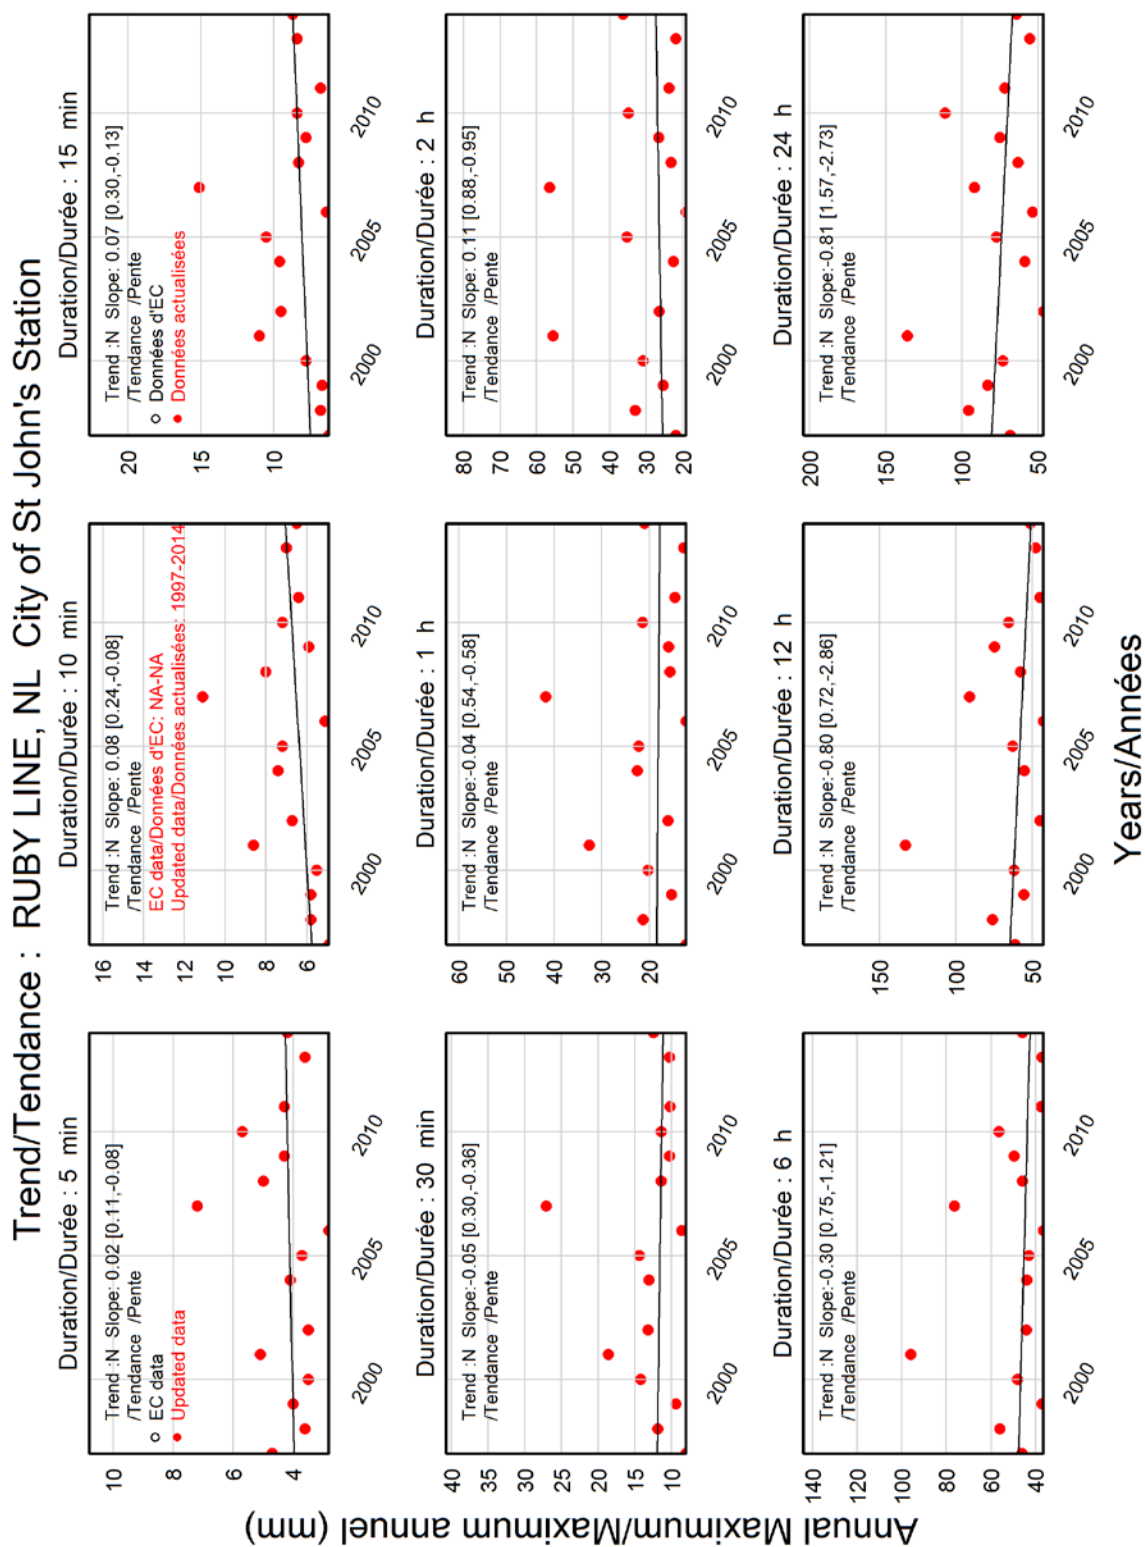 Trend/Tendance : RUBY LINE, NL City of St John's Station
Duration/Durée : 5 min
Trend :N Slope: 0.02 [0.11,-0.08]
/Tendance /Pente
EC data
Updated data
10
8
6
4
2000
2005
2010
Duration/Durée : 10 min
Trend :N Slope: 0.08 [0.24,-0.08]
/Tendance /Pente
EC data/Données d'EC: NA-NA
Updated data/Données actualisées: 1997-2014
16
14
12
10
8
6
2000
2005
2010
Duration/Durée : 15 min
Trend :N Slope: 0.07 [0.30,-0.13]
/Tendance /Pente
Données d'EC
Données actualisées
20
15
10
2000
2005
2010
Duration/Durée : 30 min
Trend :N Slope:-0.05 [0.30,-0.36]
/Tendance /Pente
40
35
30
25
20
15
10
2000
2005
2010
Duration/Durée : 1 h
Trend :N Slope:-0.04 [0.54,-0.58]
/Tendance /Pente
60
50
40
30
20
2000
2005
2010
Duration/Durée : 2 h
Trend :N Slope: 0.11 [0.88,-0.95]
/Tendance /Pente
80
70
60
50
40
30
20
2000
2005
2010
Duration/Durée : 6 h
Trend :N Slope:-0.30 [0.75,-1.21]
/Tendance /Pente
140
120
100
80
60
40
2000
2005
2010
Duration/Durée : 12 h
Trend :N Slope:-0.80 [0.72,-2.86]
/Tendance /Pente
150
100
50
2000
2005
2010
Duration/Durée : 24 h
Trend :N Slope:-0.81 [1.57,-2.73]
/Tendance /Pente
200
150
100
50
2000
2005
2010
Annual Maximum/Maximum annuel (mm)
Years/Années